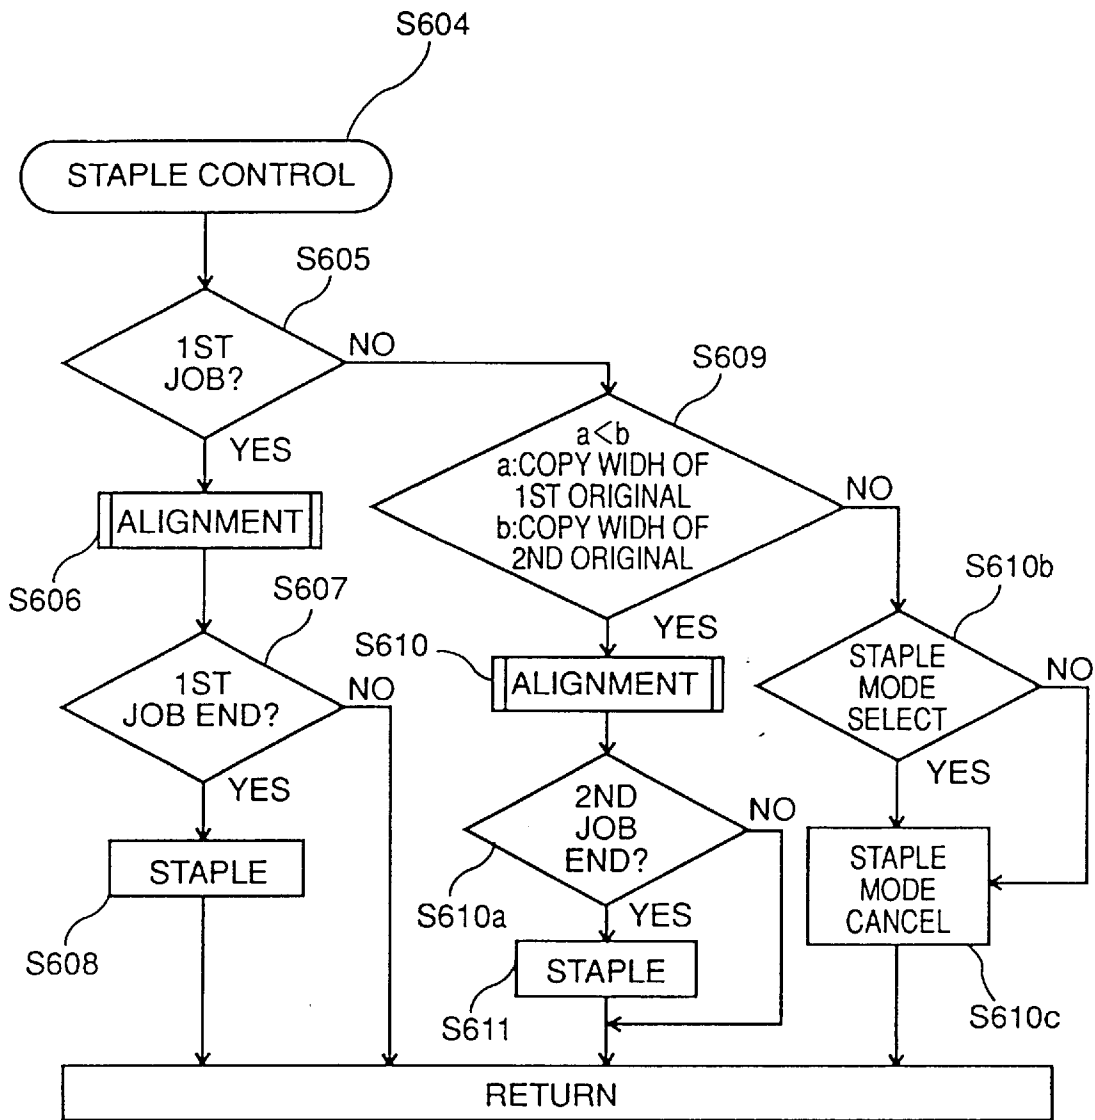 S604
STAPLE CONTROL
S605
1ST
JOB?
NO
YES
S609
a<b
a:COPY WIDH OF
1ST ORIGINAL
b:COPY WIDH OF
2ND ORIGINAL
NO
YES
ALIGNMENT
S606
S607
1ST
JOB END?
NO
YES
STAPLE
S608
S610
ALIGNMENT
2ND
JOB
END?
NO
S610a
YES
STAPLE
S611
S610b
STAPLE
MODE
SELECT
NO
YES
STAPLE
MODE
CANCEL
S610c
RETURN